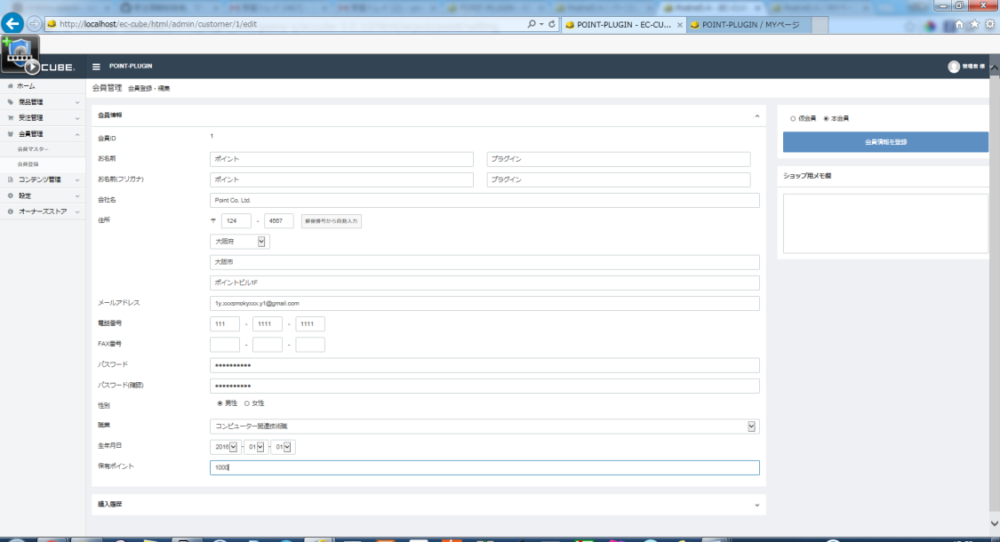 http://localhost/ec-cube/html/admin/customer/1/edit
POINT-PLUGIN - EC-CU...
POINT-PLUGIN / MYページ
CUBE.
POINT-PLUGIN
管理者 様
ホーム
商品管理
受注管理
会員管理
会員マスター
会員登録
コンテンツ管理
設定
オーナーズストア
会員管理 会員登録・編集
会員情報
会員ID 1
お名前 ポイント プラグイン
お名前(フリガナ) ポイント プラグイン
会社名 Point Co. Ltd.
住所 〒 124 - 4567 郵便番号から自動入力
大阪府
大阪市
ポイントビル1F
メールアドレス 1y.xxxsmokyxxx.y1@gmail.com
電話番号 111 - 1111 - 1111
FAX番号 - -
パスワード ●●●●●●●●●●
パスワード(確認) ●●●●●●●●●●
性別 男性 女性
職業 コンピューター関連技術職
生年月日 2016 - 01 - 01
保有ポイント 1000
購入履歴
仮会員 本会員
会員情報を登録
ショップ用メモ欄